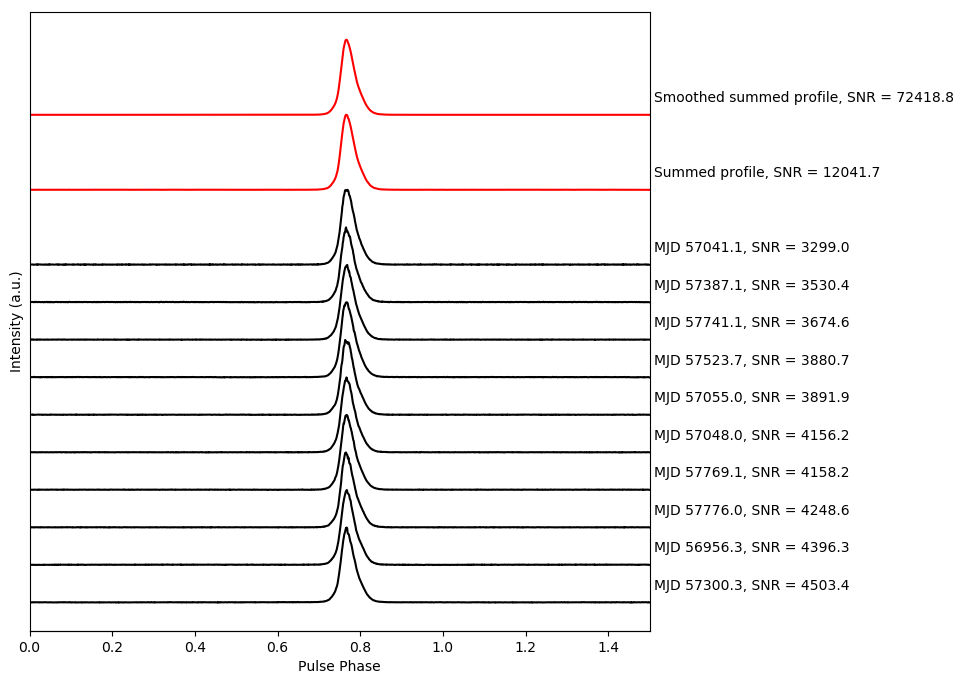 Smoothed summed profile, SNR = 72418.8
Summed profile, SNR = 12041.7
MJD 57041.1, SNR = 3299.0
MJD 57387.1, SNR = 3530.4
MJD 57741.1, SNR = 3674.6
MJD 57523.7, SNR = 3880.7
MJD 57055.0, SNR = 3891.9
MJD 57048.0, SNR = 4156.2
MJD 57769.1, SNR = 4158.2
MJD 57776.0, SNR = 4248.6
MJD 56956.3, SNR = 4396.3
MJD 57300.3, SNR = 4503.4
Intensity (a.u.)
0.0 0.2 0.4 0.6 0.8 1.0 1.2 1.4
Pulse Phase